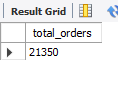 Result Grid
total_orders
21350